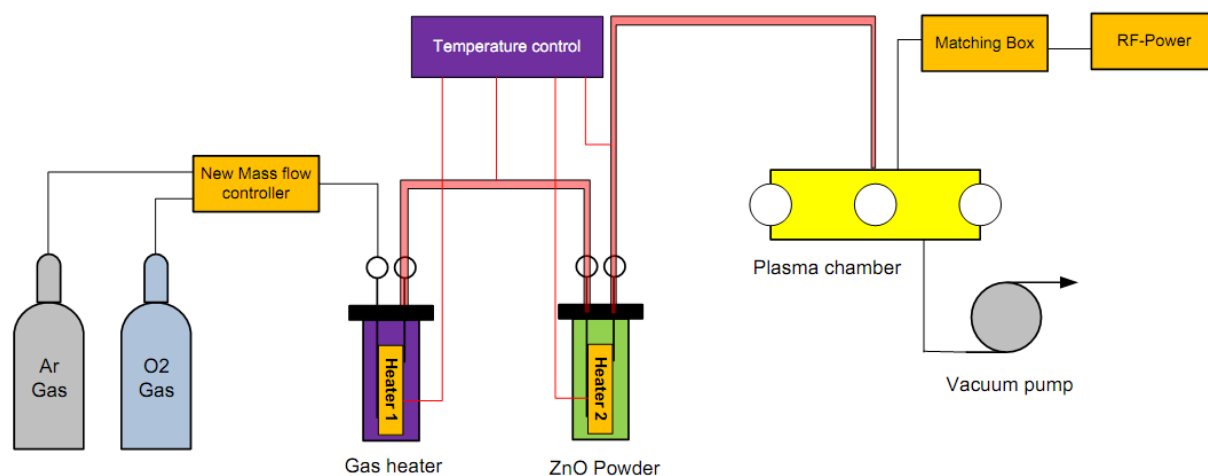 Temperature control
Matching Box
RF-Power
New Mass flow
controller
Plasma chamber
Ar
Gas
O2
Gas
Heater 1
Heater 2
Vacuum pump
Gas heater
ZnO Powder